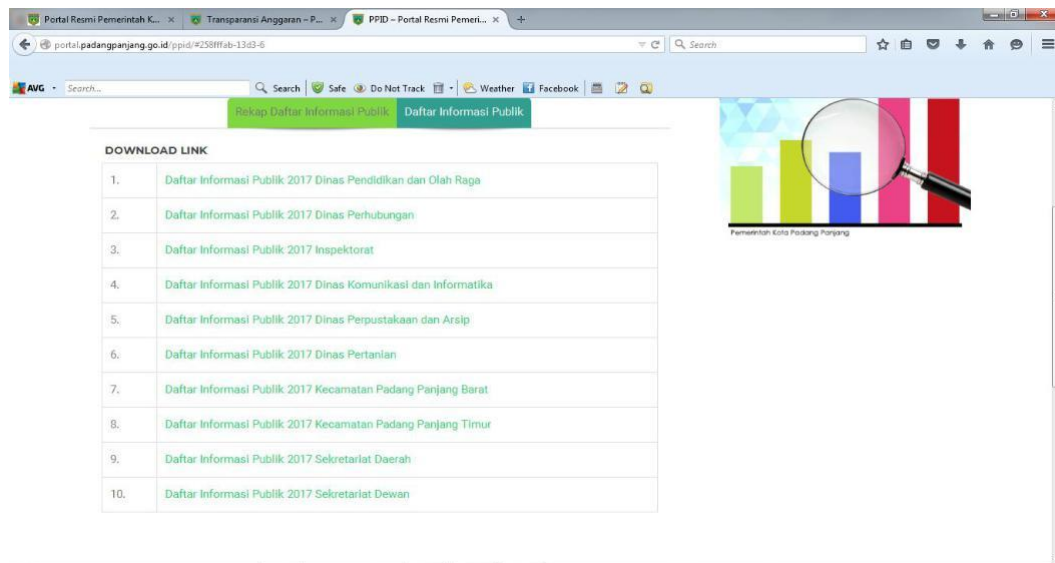 Portal Resmi Pemerintah K...
Transparansi Anggaran – P...
PPID – Portal Resmi Pemeri...
portal.padangpanjang.go.id/ppid/#258fffab-13d3-6
Search
AVG
Search...
Search
Safe
Do Not Track
Weather
Facebook
Rekap Daftar Informasi Publik
Daftar Informasi Publik
DOWNLOAD LINK
1. Daftar Informasi Publik 2017 Dinas Pendidikan dan Olah Raga
2. Daftar Informasi Publik 2017 Dinas Perhubungan
3. Daftar Informasi Publik 2017 Inspektorat
4. Daftar Informasi Publik 2017 Dinas Komunikasi dan Informatika
5. Daftar Informasi Publik 2017 Dinas Perpustakaan dan Arsip
6. Daftar Informasi Publik 2017 Dinas Pertanian
7. Daftar Informasi Publik 2017 Kecamatan Padang Panjang Barat
8. Daftar Informasi Publik 2017 Kecamatan Padang Panjang Timur
9. Daftar Informasi Publik 2017 Sekretariat Daerah
10. Daftar Informasi Publik 2017 Sekretariat Dewan
Pemerintah Kota Padang Panjang